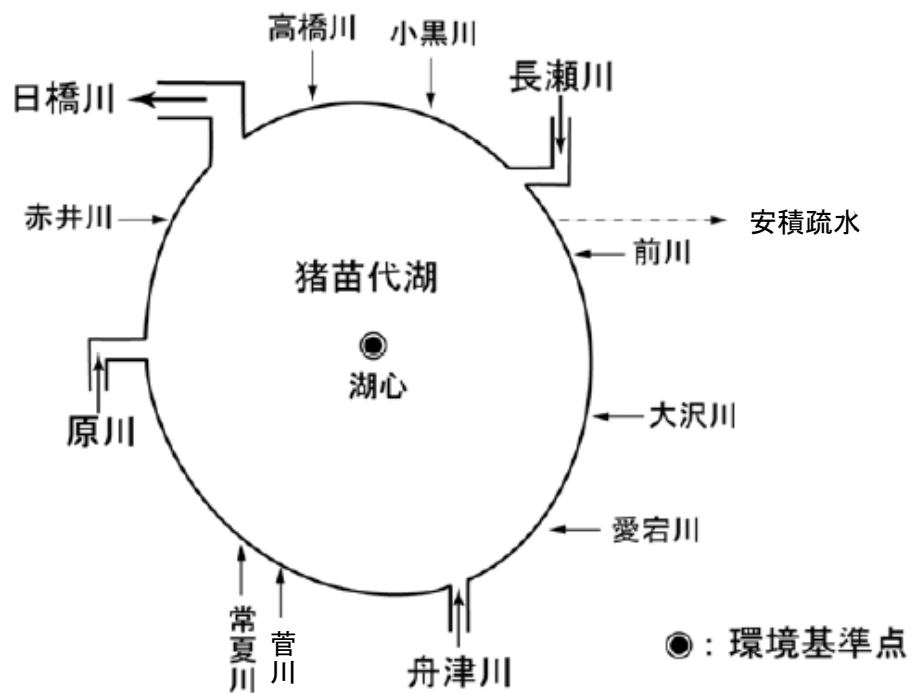 高橋川
小黒川
長瀬川
日橋川
赤井川
安積疏水
前川
猪苗代湖
湖心
原川
大沢川
愛宕川
常夏川
菅川
舟津川
◉：環境基準点